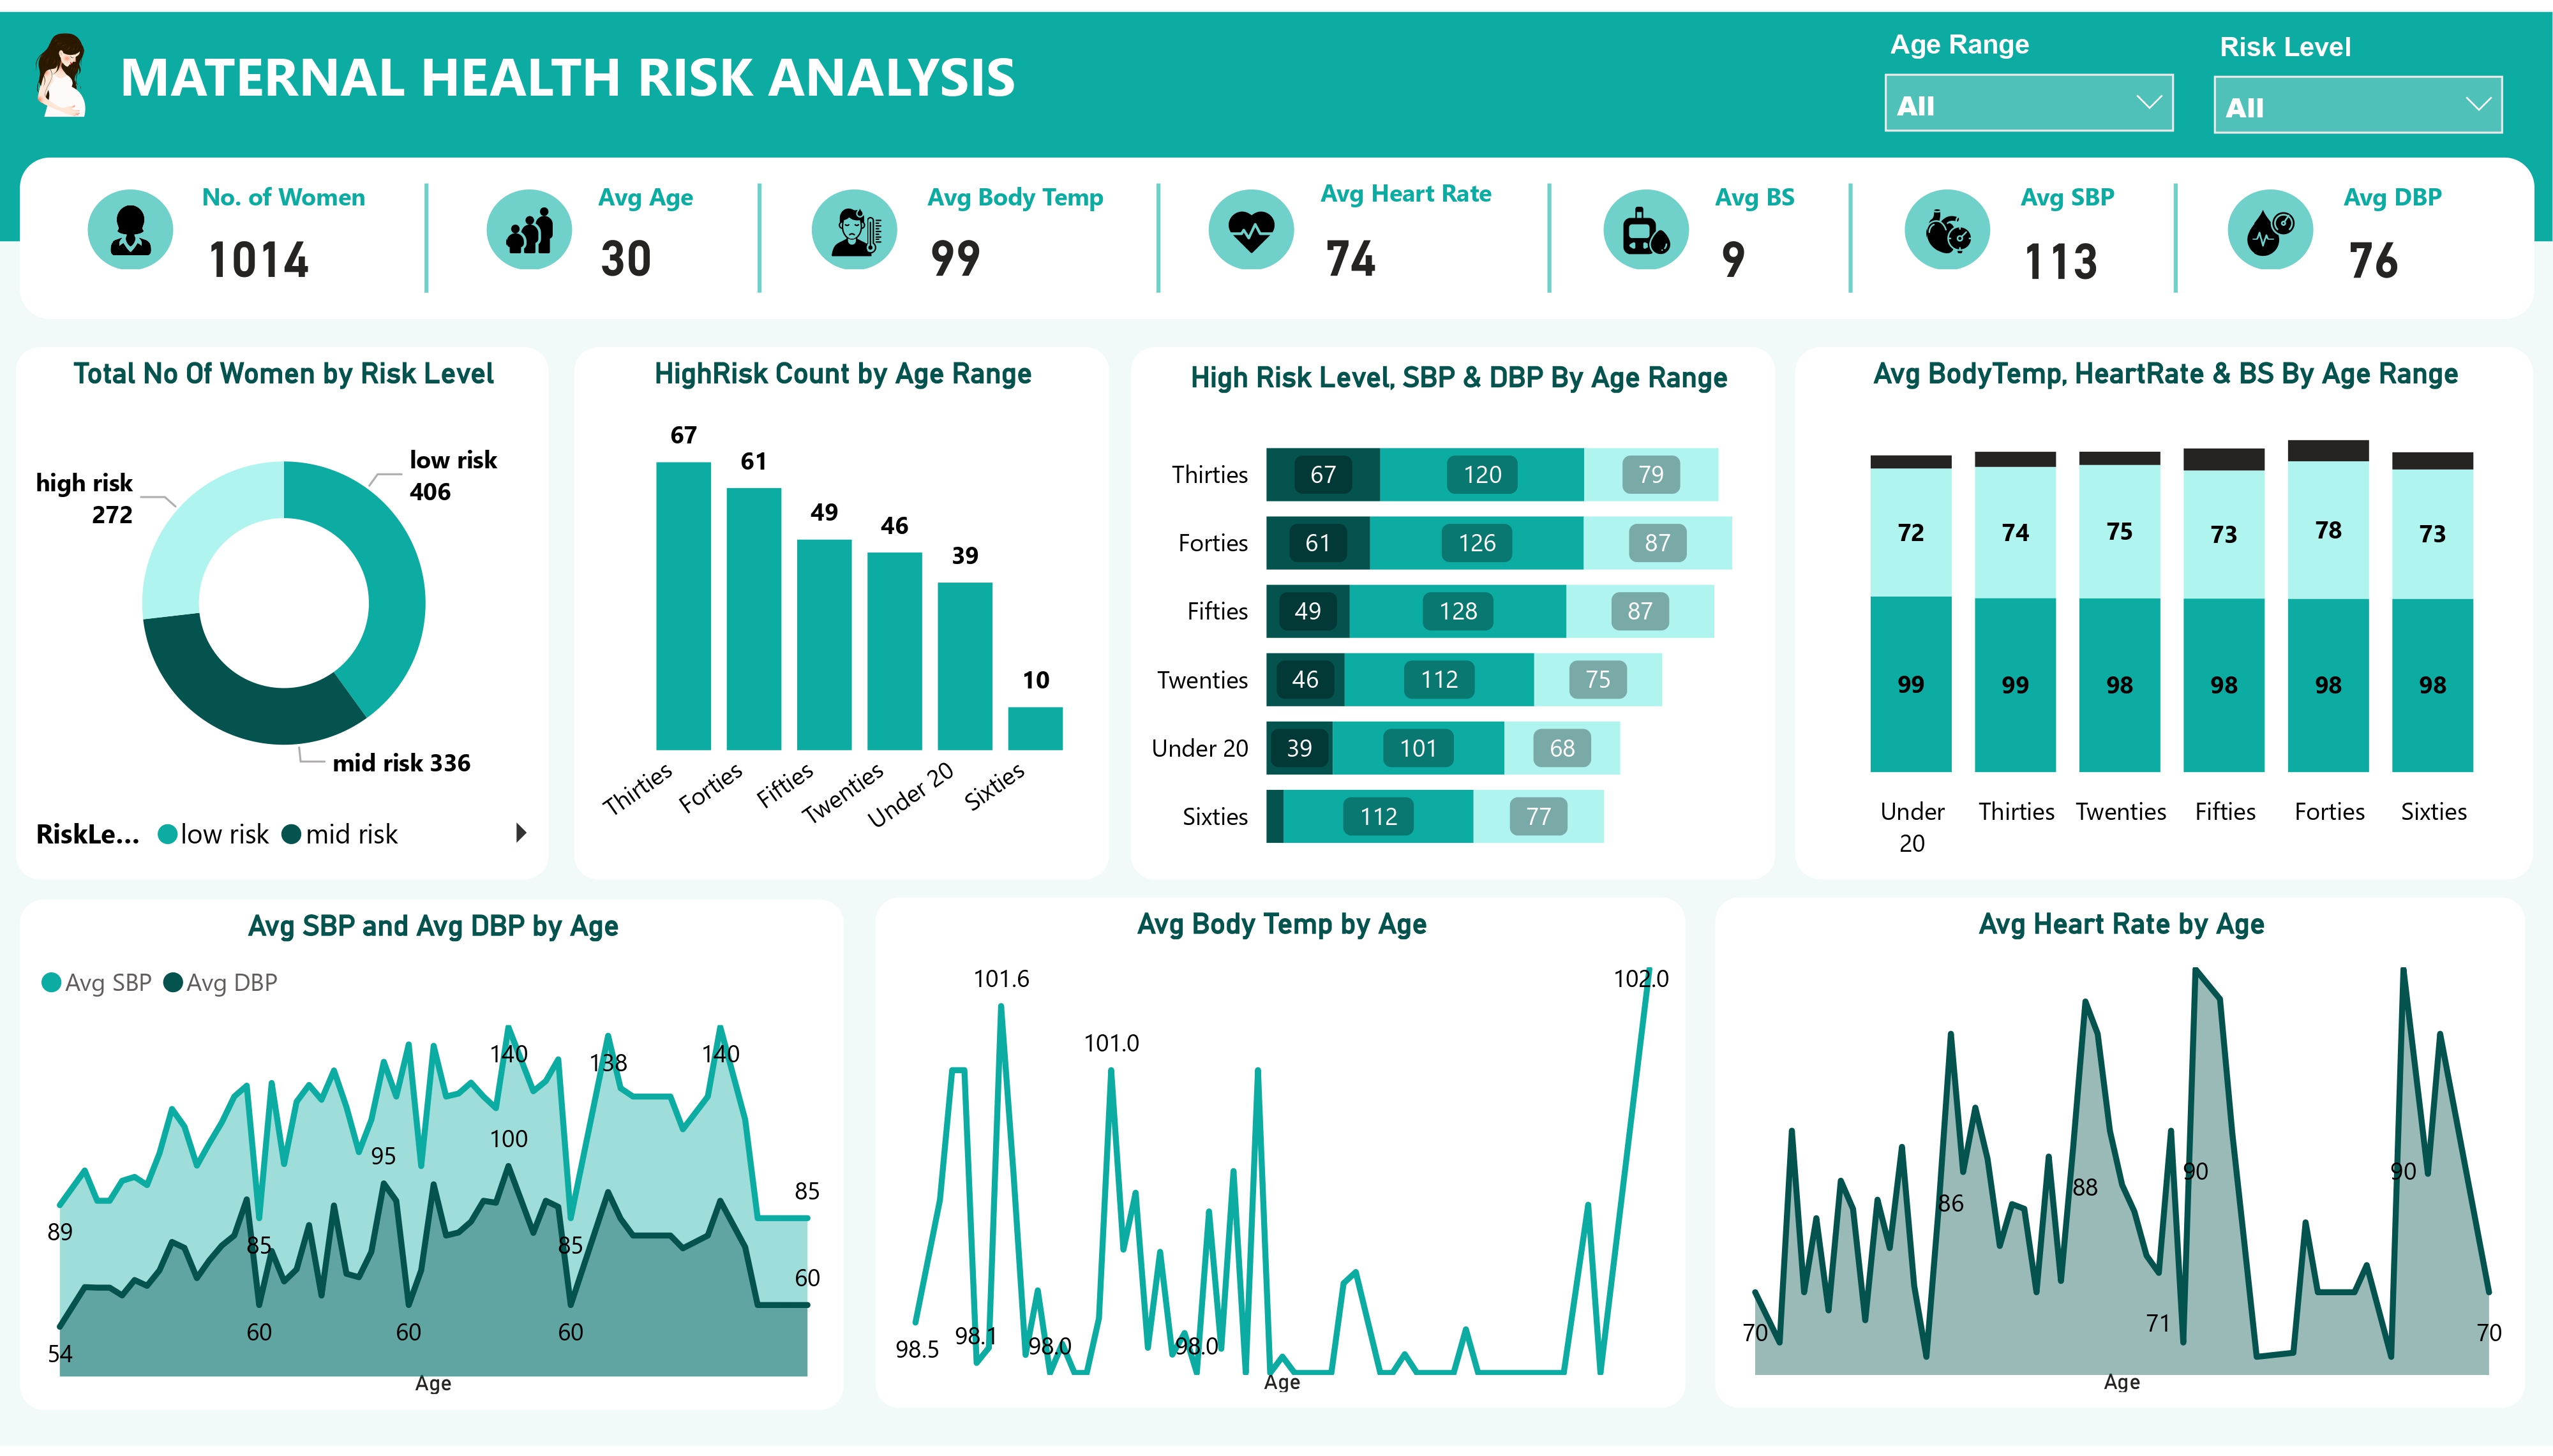 MATERNAL HEALTH RISK ANALYSIS
Age Range
All
Risk Level
All
No. of Women
1014
Avg Age
30
Avg Body Temp
99
Avg Heart Rate
74
Avg BS
9
Avg SBP
113
Avg DBP
76
Total No Of Women by Risk Level
low risk
406
high risk
272
mid risk 336
RiskLe... low risk mid risk
HighRisk Count by Age Range
67
61
49
46
39
10
Thirties
Forties
Fifties
Twenties
Under 20
Sixties
High Risk Level, SBP & DBP By Age Range
Thirties 67 120 79
Forties 61 126 87
Fifties 49 128 87
Twenties 46 112 75
Under 20 39 101 68
Sixties 112 77
Avg BodyTemp, HeartRate & BS By Age Range
72 74 75 73 78 73
99 99 98 98 98 98
Under
20
Thirties
Twenties
Fifties
Forties
Sixties
Avg SBP and Avg DBP by Age
Avg SBP Avg DBP
140
138
140
100
95
85
89
85
85
60
60
60
60
54
Age
Avg Body Temp by Age
101.6
102.0
101.0
98.5
98.1
98.0
98.0
Age
Avg Heart Rate by Age
90
90
88
86
71
70
70
Age